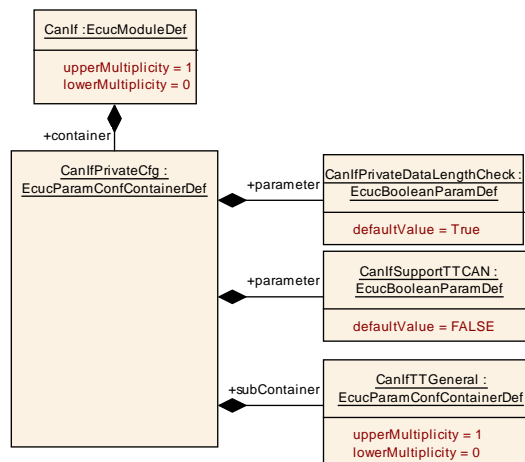 CanIf :EcucModuleDef
upperMultiplicity = 1
lowerMultiplicity = 0
+container
CanIfPrivateCfg :
EcucParamConfContainerDef
+parameter
CanIfPrivateDataLengthCheck :
EcucBooleanParamDef
defaultValue = True
+parameter
CanIfSupportTTCAN :
EcucBooleanParamDef
defaultValue = FALSE
+subContainer
CanIfTTGeneral :
EcucParamConfContainerDef
upperMultiplicity = 1
lowerMultiplicity = 0